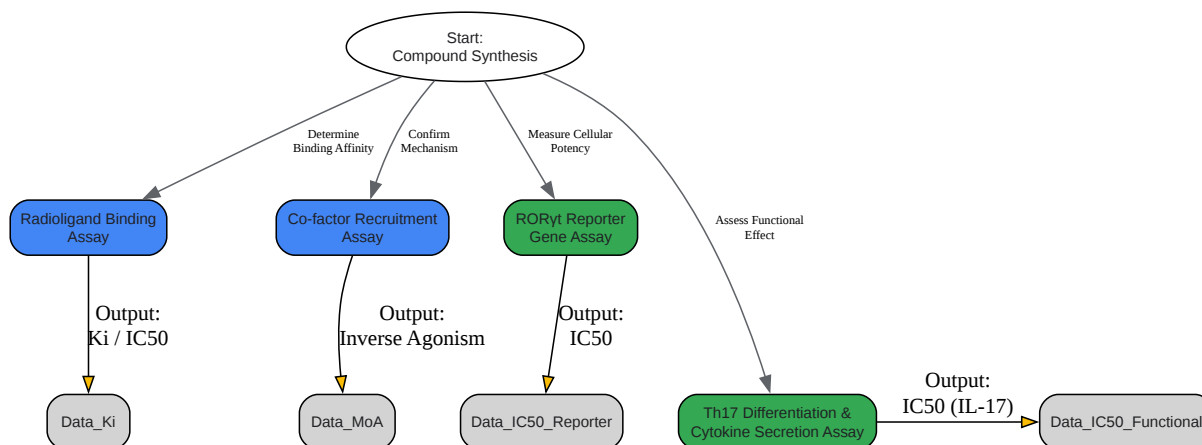 Start:
Compound Synthesis
Determine
Binding Affinity
Confirm
Mechanism
Measure Cellular
Potency
Assess Functional
Effect
Radioligand Binding
Assay
Co-factor Recruitment
Assay
RORγt Reporter
Gene Assay
Output:
Ki / IC50
Output:
Inverse Agonism
Output:
IC50
Output:
IC50 (IL-17)
Data_Ki
Data_MoA
Data_IC50_Reporter
Th17 Differentiation &
Cytokine Secretion Assay
Data_IC50_Functional